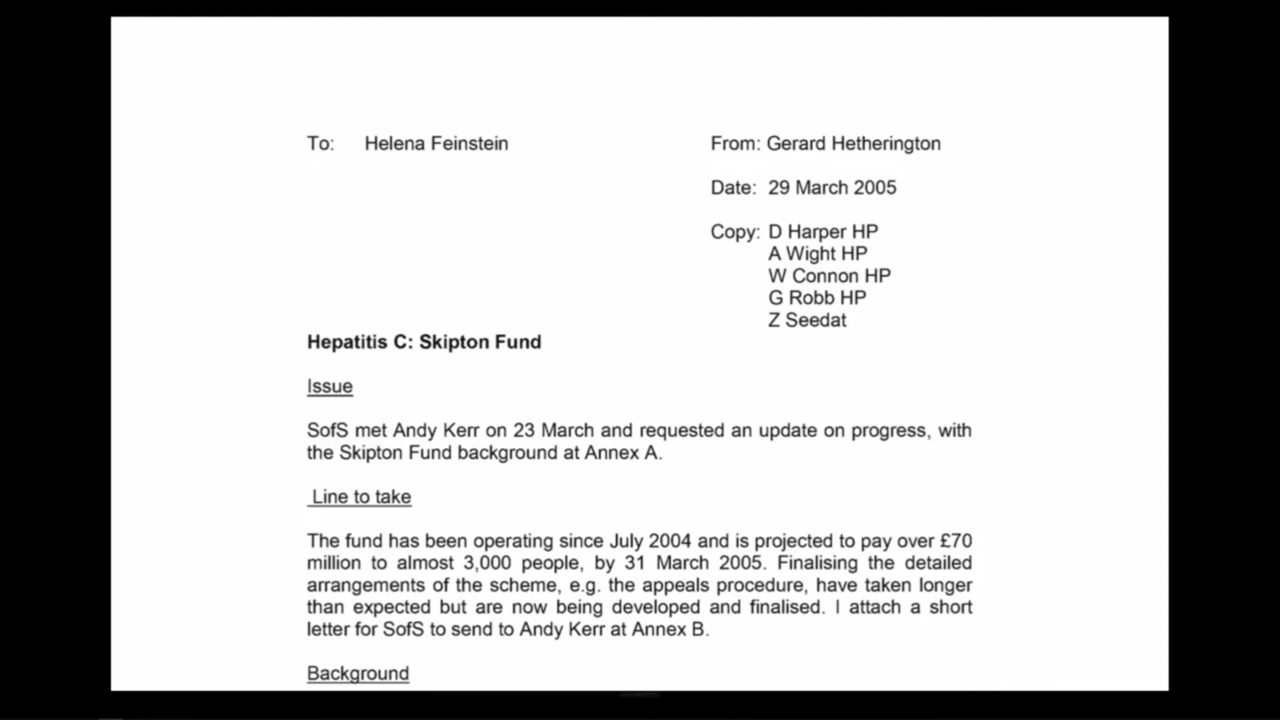 To: Helena Feinstein From: Gerard Hetherington
Date: 29 March 2005
Copy: D Harper HP
A Wight HP
W Connon HP
G Robb HP
Z Seedat
Hepatitis C: Skipton Fund
Issue
SofS met Andy Kerr on 23 March and requested an update on progress, with
the Skipton Fund background at Annex A.
Line to take
The fund has been operating since July 2004 and is projected to pay over £70
million to almost 3,000 people, by 31 March 2005. Finalising the detailed
arrangements of the scheme, e.g. the appeals procedure, have taken longer
than expected but are now being developed and finalised. I attach a short
letter for SofS to send to Andy Kerr at Annex B.
Background